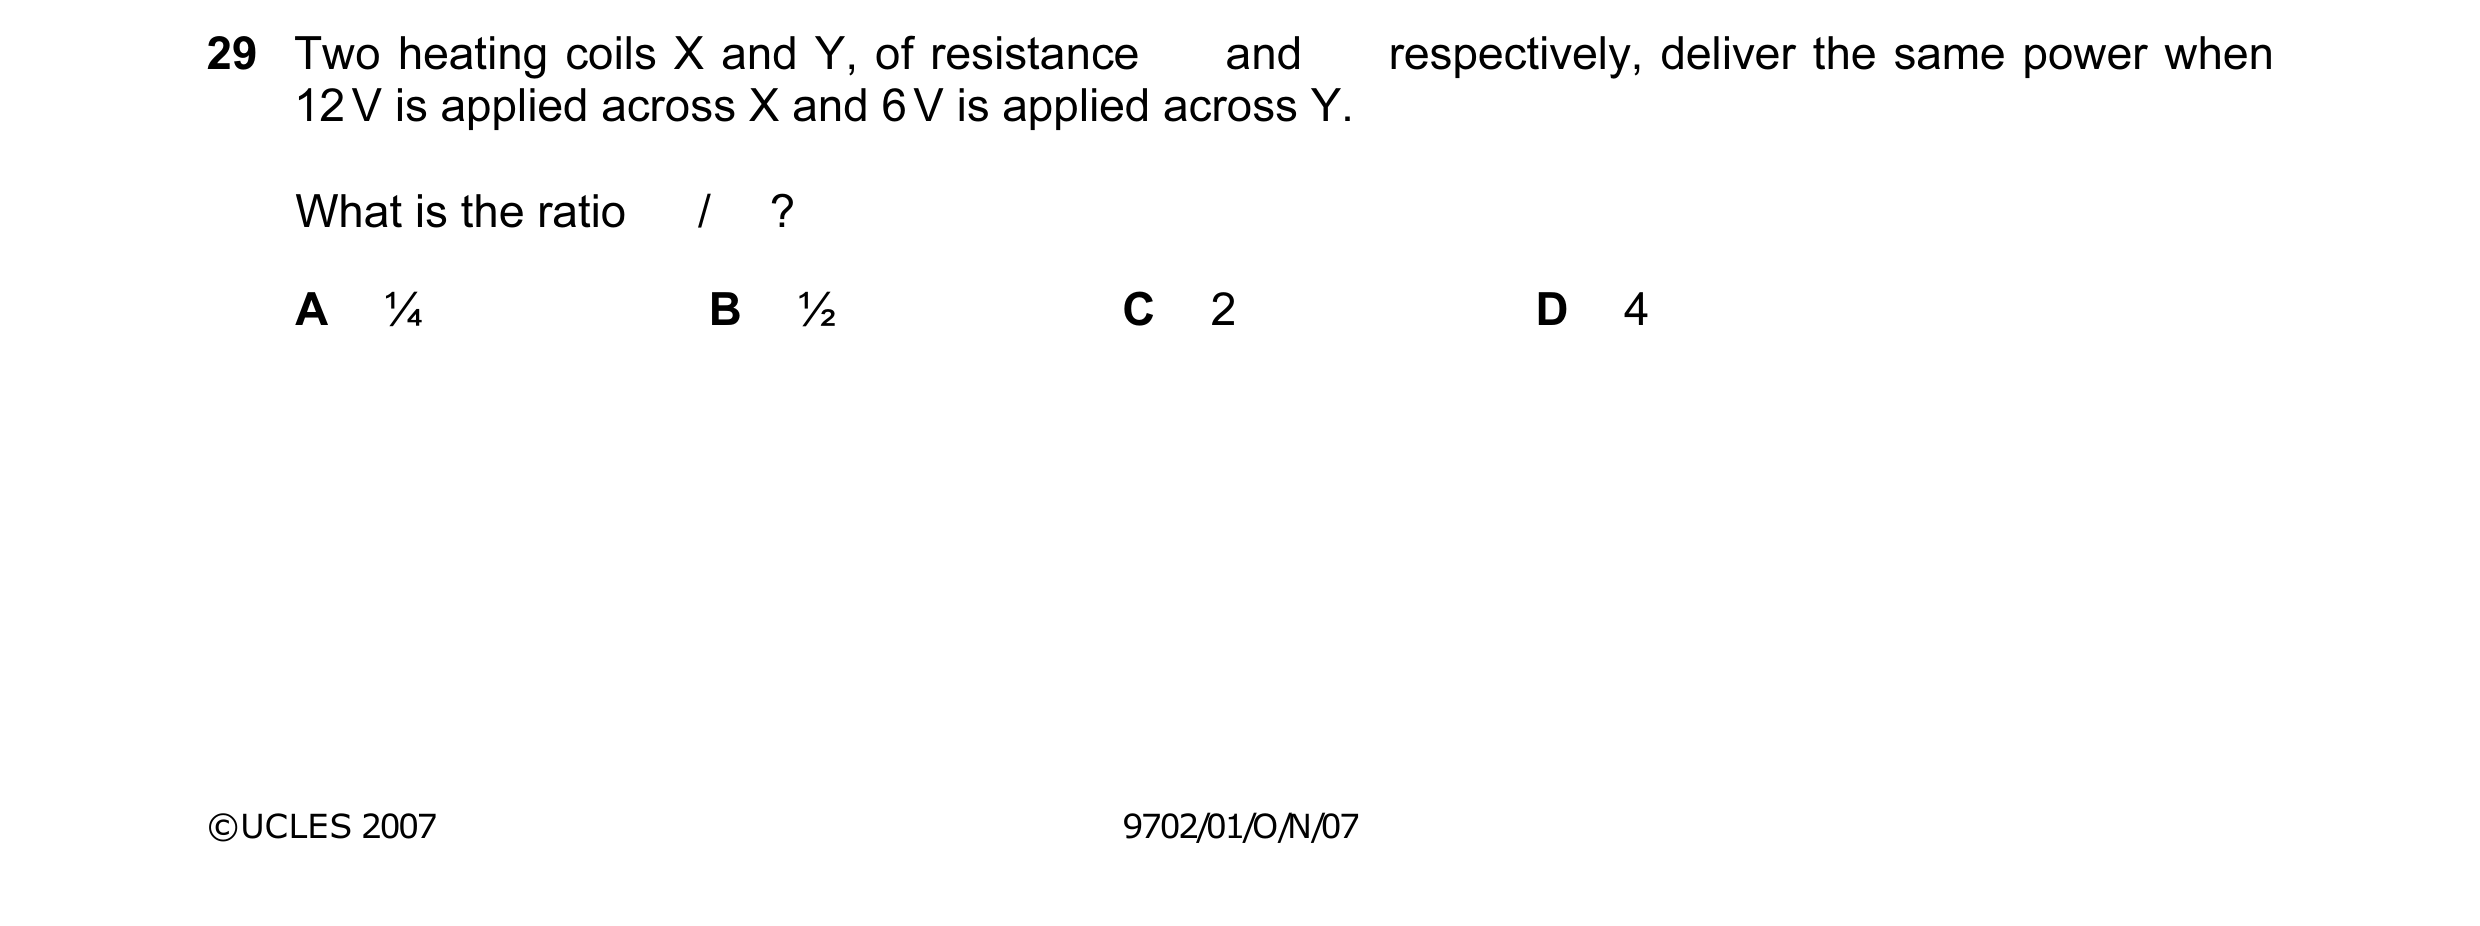 29 Two heating coils X and Y, of resistance and respectively, deliver the same power when
12 V is applied across X and 6 V is applied across Y.
What is the ratio / ?
A ¼ B ½ C 2 D 4
©UCLES 2007 9702/01/O/N/07